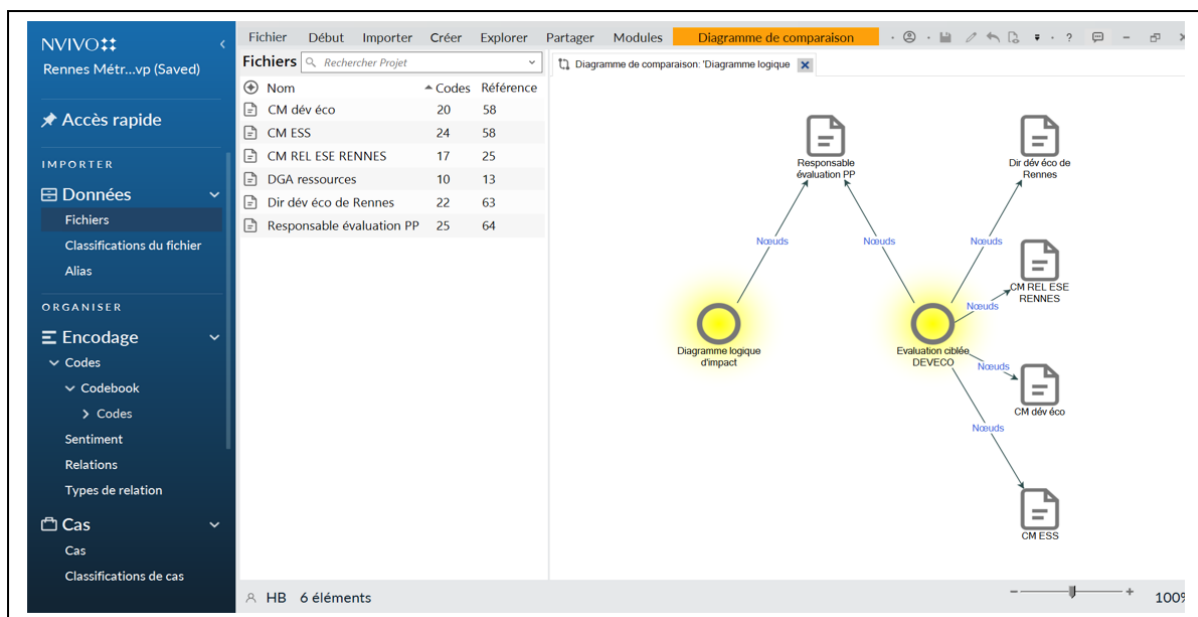 NVIVO
Rennes Métr...vp (Saved)
Accès rapide
IMPORTER
Données
Fichiers
Classifications du fichier
Alias
ORGANISER
Encodage
Codes
Codebook
Codes
Sentiment
Relations
Types de relation
Cas
Cas
Classifications de cas
Fichier Début Importer Créer Explorer Partager Modules Diagramme de comparaison
Fichiers Rechercher Projet
Nom Codes Référence
CM dév éco 20 58
CM ESS 24 58
CM REL ESE RENNES 17 25
DGA ressources 10 13
Dir dév éco de Rennes 22 63
Responsable évaluation PP 25 64
HB 6 éléments
Diagramme de comparaison: 'Diagramme logique
Responsable
évaluation PP
Dir dév éco de
Rennes
Nœuds
Nœuds
Nœuds
CM REL ESE
RENNES
Nœuds
Diagramme logique
d'impact
Evaluation ciblée
DEVECO
Nœuds
CM dév éco
Nœuds
CM ESS
100%